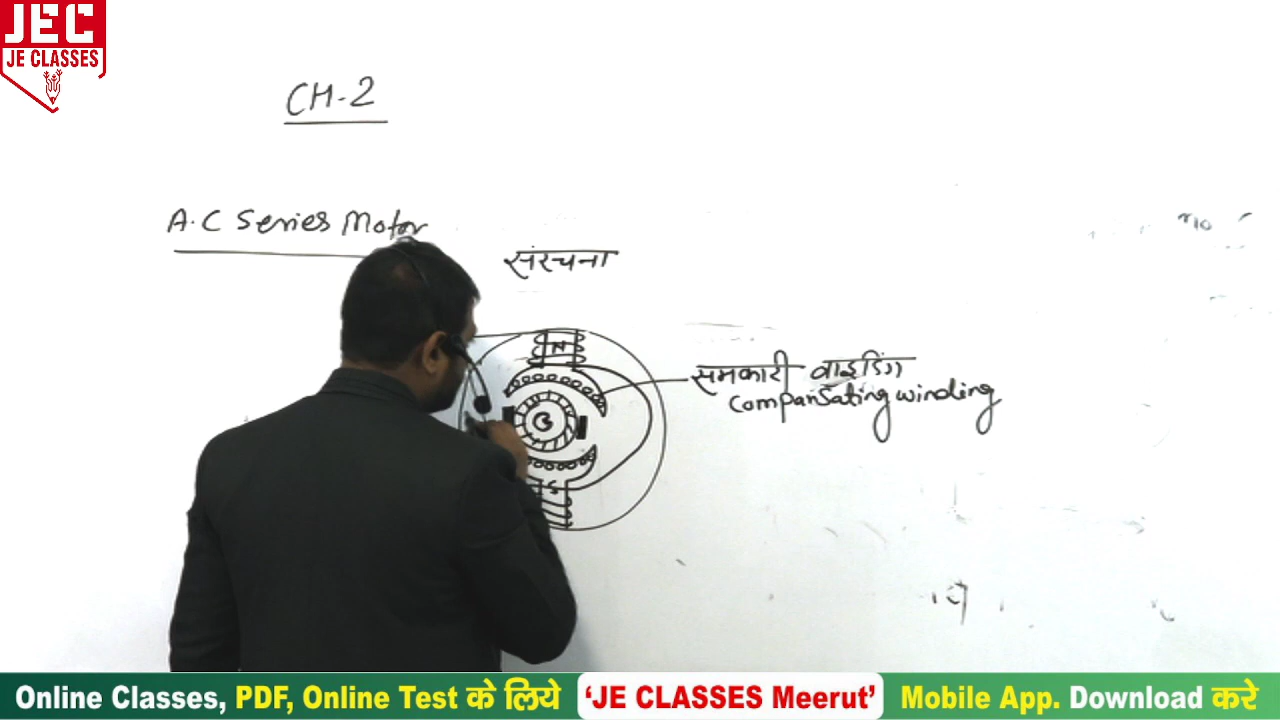 JEC
JE CLASSES
CH-2
A.C Series Motor
संरचना
N
समकारी वाइडिंग
Compansating winding
S
Online Classes, PDF, Online Test के लिये 'JE CLASSES Meerut' Mobile App. Download करे